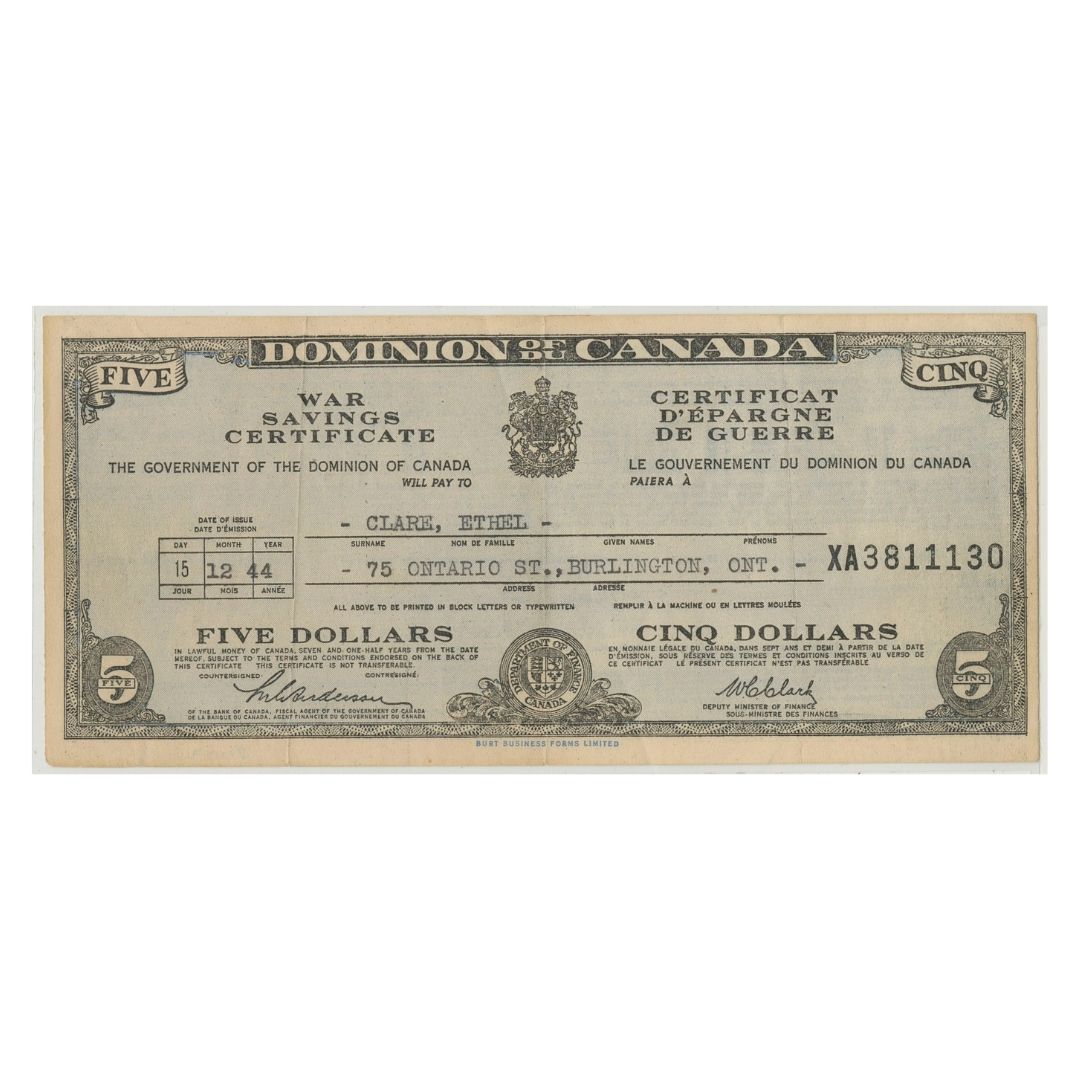 DOMINION OF DU CANADA
FIVE
CINQ
WAR
SAVINGS
CERTIFICATE
CERTIFICAT
D'ÉPARGNE
DE GUERRE
THE GOVERNMENT OF THE DOMINION OF CANADA
WILL PAY TO
LE GOUVERNEMENT DU DOMINION DU CANADA
PAIERA À
DATE OF ISSUE
DATE D'ÉMISSION
- CLARE, ETHEL -
SURNAME NOM DE FAMILLE GIVEN NAMES PRÉNOMS
DAY MONTH YEAR
15 12 44
JOUR MOIS ANNÉE
- 75 ONTARIO ST.,BURLINGTON, ONT. -
XA3811130
ADDRESS ADRESSE
ALL ABOVE TO BE PRINTED IN BLOCK LETTERS OR TYPEWRITTEN REMPLIR À LA MACHINE OU EN LETTRES MOULÉES
FIVE DOLLARS
IN LAWFUL MONEY OF CANADA, SEVEN AND ONE-HALF YEARS FROM THE DATE
HEREOF, SUBJECT TO THE TERMS AND CONDITIONS ENDORSED ON THE BACK OF
THIS CERTIFICATE THIS CERTIFICATE IS NOT TRANSFERABLE.
COUNTERSIGNED CONTRESIGNÉ:
OF THE BANK OF CANADA, FISCAL AGENT OF THE GOVERNMENT OF CANADA
DE LA BANQUE DU CANADA, AGENT FINANCIER DU GOUVERNEMENT DU CANADA
5
FIVE
DEPARTMENT OF FINANCE
CANADA
CINQ DOLLARS
EN MONNAIE LÉGALE DU CANADA, DANS SEPT ANS ET DEMI À PARTIR DE LA DATE
D'ÉMISSION, SOUS RÉSERVE DES TERMES ET CONDITIONS INSCRITS AU VERSO DE
CE CERTIFICAT LE PRÉSENT CERTIFICAT N'EST PAS TRANSFÉRABLE
W C Clark
DEPUTY MINISTER OF FINANCE
SOUS-MINISTRE DES FINANCES
5
CINQ
BURT BUSINESS FORMS LIMITED